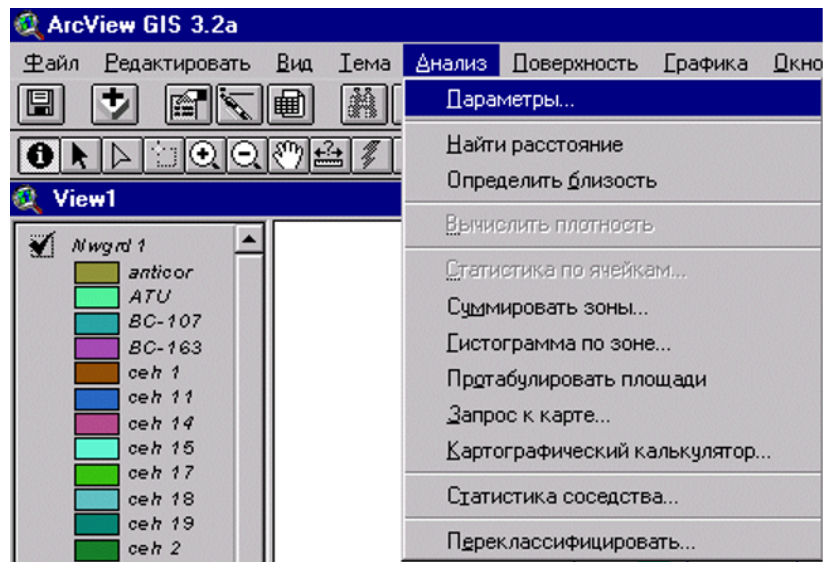 ArcView GIS 3.2a
Файл Редактировать Вид Тема Анализ Поверхность Графика Окно
Параметры...
Найти расстояние
Определить близость
View1
Вычислить плотность
Статистика по ячейкам...
Суммировать зоны...
Гистограмма по зоне...
Протабулировать площади
Запрос к карте...
Картографический калькулятор...
Статистика соседства...
Переклассифицировать...
Nwgrd 1
anticor
ATU
BC-107
BC-163
ceh 1
ceh 11
ceh 14
ceh 15
ceh 17
ceh 18
ceh 19
ceh 2